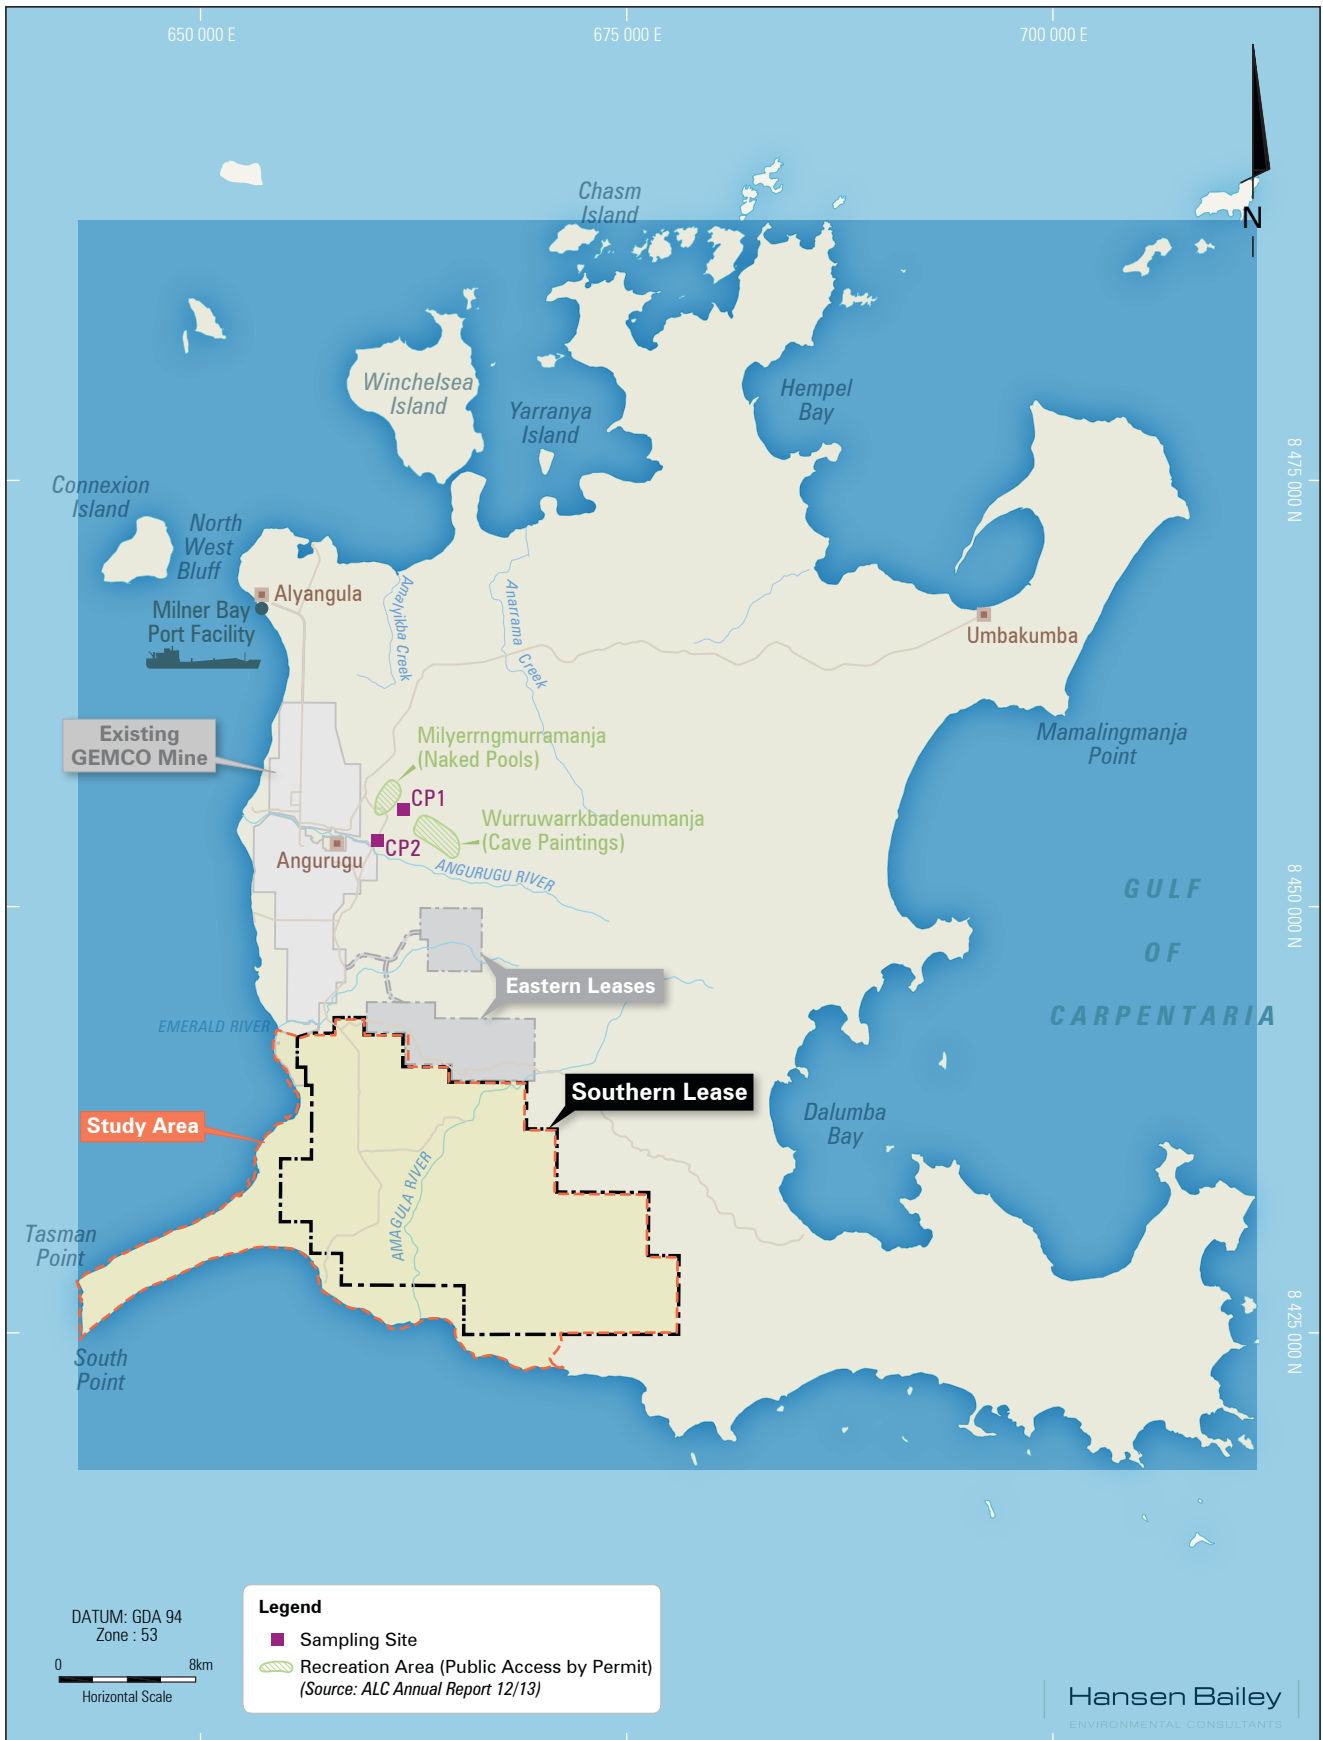 650 000 E
675 000 E
700 000 E
N
Chasm
Island
Winchelsea
Island
Yarranya
Island
Hempel
Bay
8 475 000 N
Connexion
Island
North
West
Bluff
Alyangula
Milner Bay
Port Facility
Amalyikba Creek
Anarrama Creek
Umbakumba
Existing
GEMCO Mine
Milyerrngmurramanja
(Naked Pools)
Mamalingmanja
Point
CP1
Wurruwarrkbadenumanja
(Cave Paintings)
CP2
Angurugu
ANGURUGU RIVER
8 450 000 N
GULF
OF
CARPENTARIA
Eastern Leases
EMERALD RIVER
Southern Lease
Study Area
Dalumba
Bay
AMAGULA RIVER
Tasman
Point
South
Point
8 425 000 N
DATUM: GDA 94
Zone : 53
0 8km
Horizontal Scale
Legend
Sampling Site
Recreation Area (Public Access by Permit)
(Source: ALC Annual Report 12/13)
Hansen Bailey
ENVIRONMENTAL CONSULTANTS